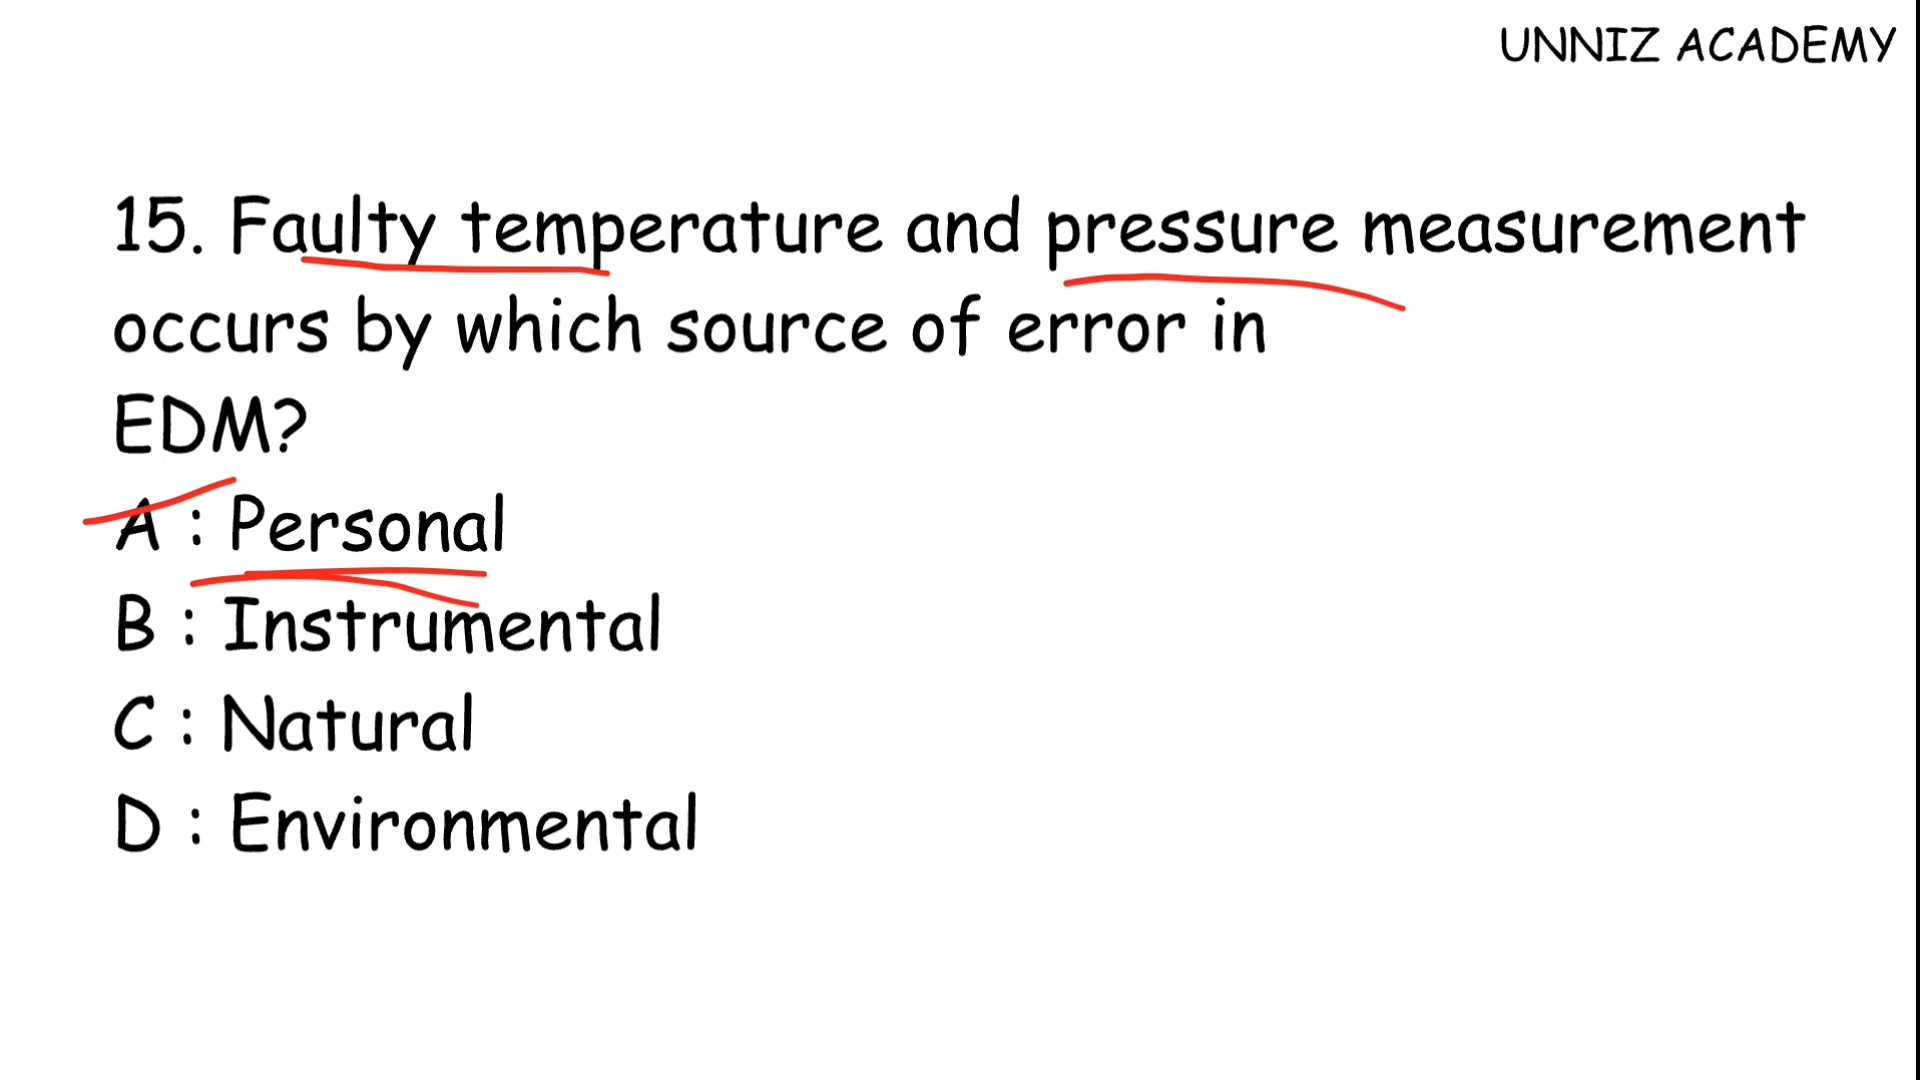 UNNIZ ACADEMY
15. Faulty temperature and pressure measurement
occurs by which source of error in
EDM?
A : Personal
B : Instrumental
C : Natural
D : Environmental